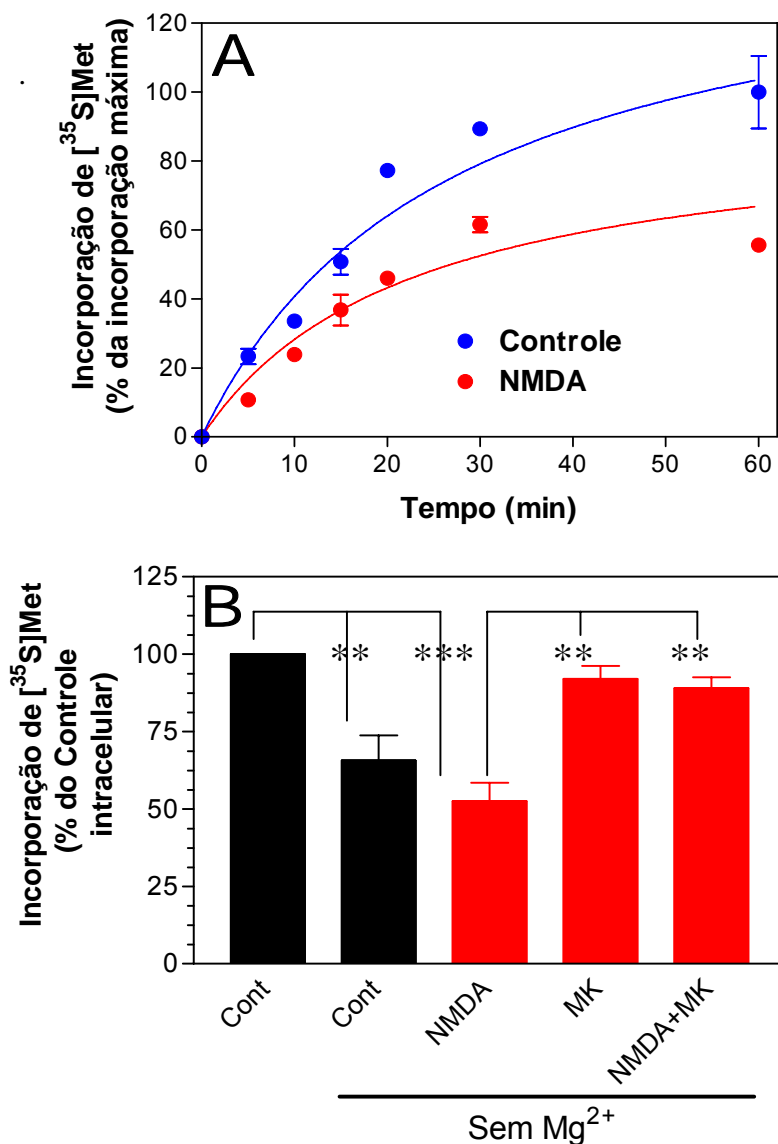 A
Incorporação de [³⁵S]Met
(% da incorporação máxima)
120
100
80
60
40
20
0
Controle
NMDA
0 10 20 30 40 50 60
Tempo (min)
B
Incorporação de [³⁵S]Met
(% do Controle
intracelular)
125
100
75
50
25
0
** *** ** **
Cont Cont NMDA MK NMDA+MK
Sem Mg²⁺